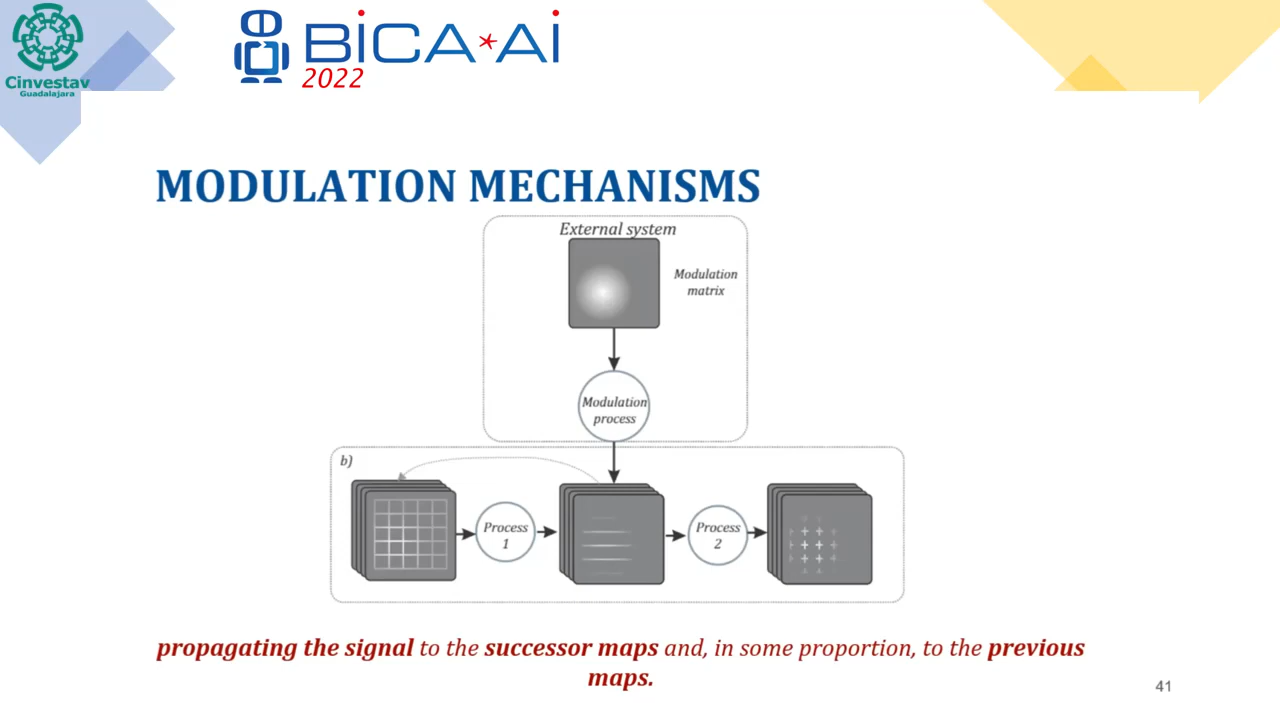 Cinvestav
Guadalajara
BiCA*Ai
2022
MODULATION MECHANISMS
External system
Modulation
matrix
Modulation
process
b)
Process
1
Process
2
propagating the signal to the successor maps and, in some proportion, to the previous
maps.
41